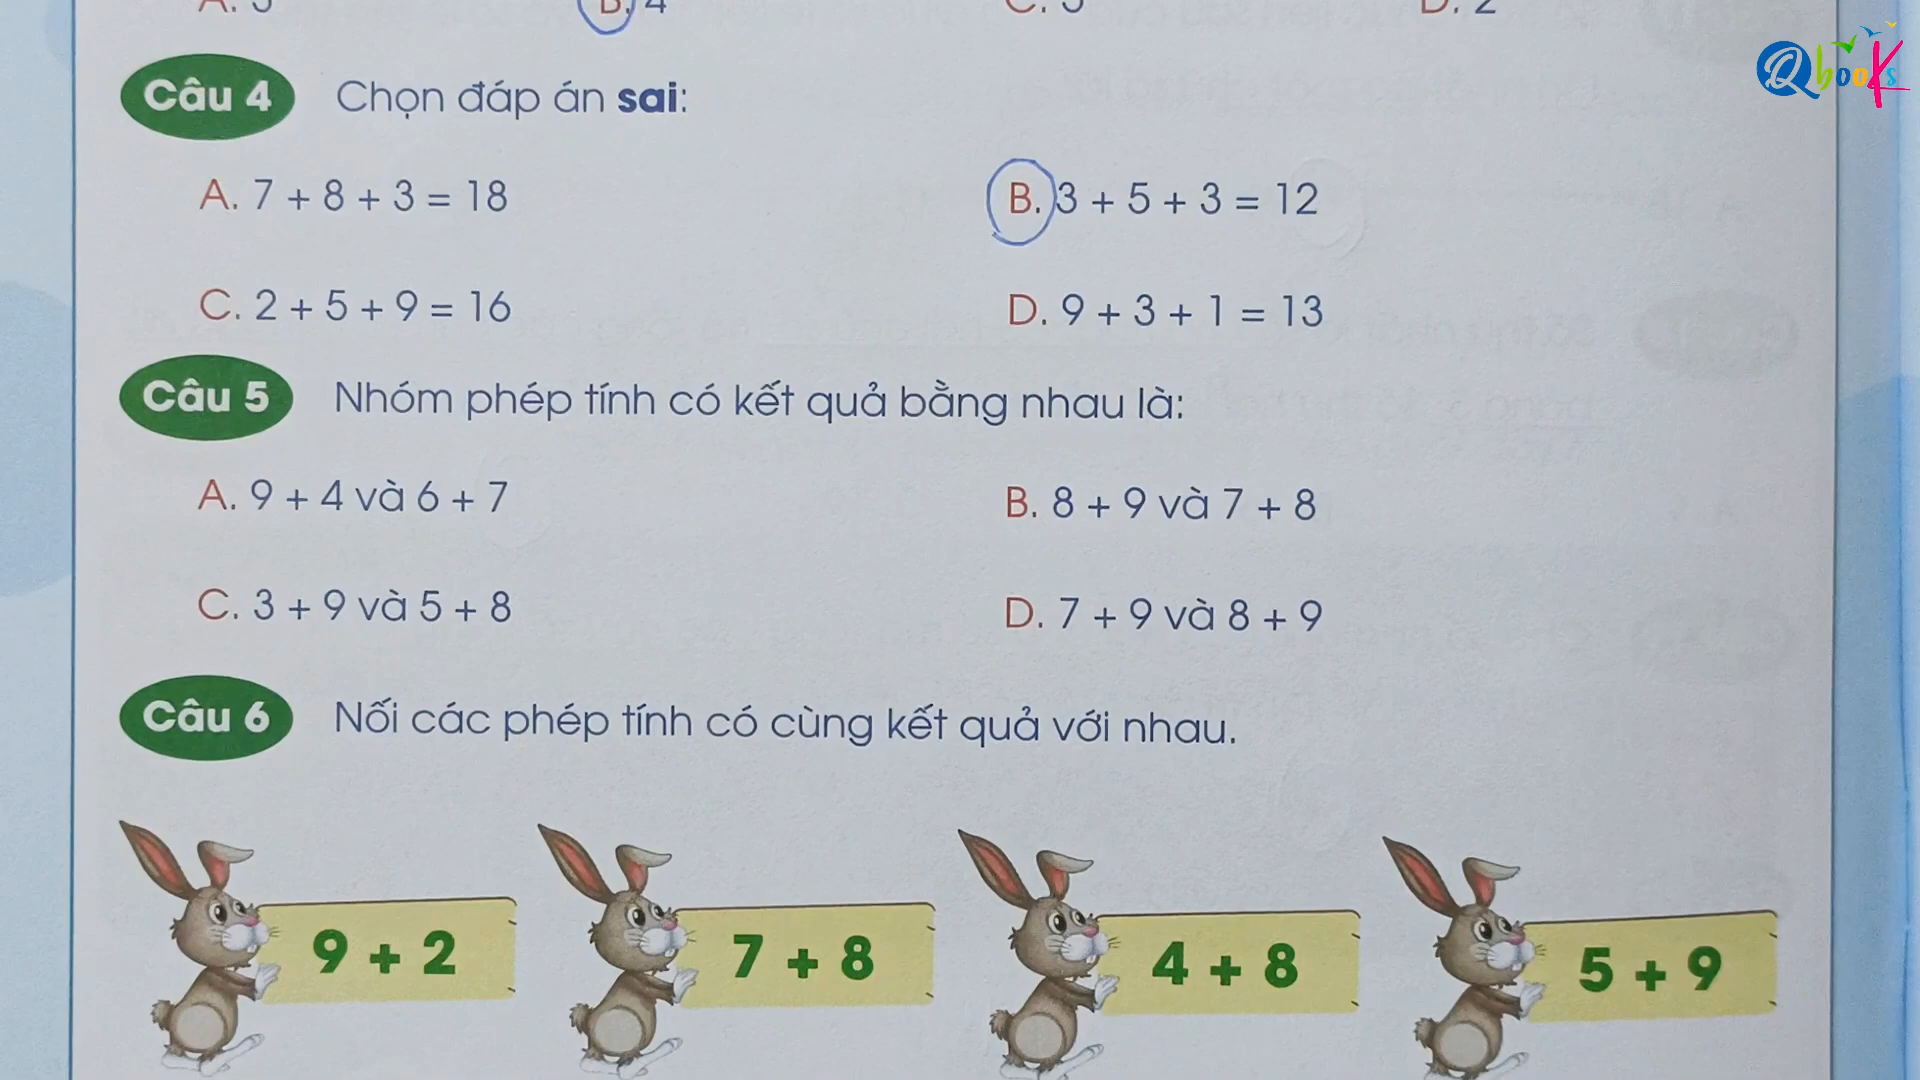 B. 4
D. 2
Qbooks
Câu 4 Chọn đáp án sai:
A. 7 + 8 + 3 = 18 B. 3 + 5 + 3 = 12
C. 2 + 5 + 9 = 16 D. 9 + 3 + 1 = 13
Câu 5 Nhóm phép tính có kết quả bằng nhau là:
A. 9 + 4 và 6 + 7 B. 8 + 9 và 7 + 8
C. 3 + 9 và 5 + 8 D. 7 + 9 và 8 + 9
Câu 6 Nối các phép tính có cùng kết quả với nhau.
9 + 2 7 + 8 4 + 8 5 + 9